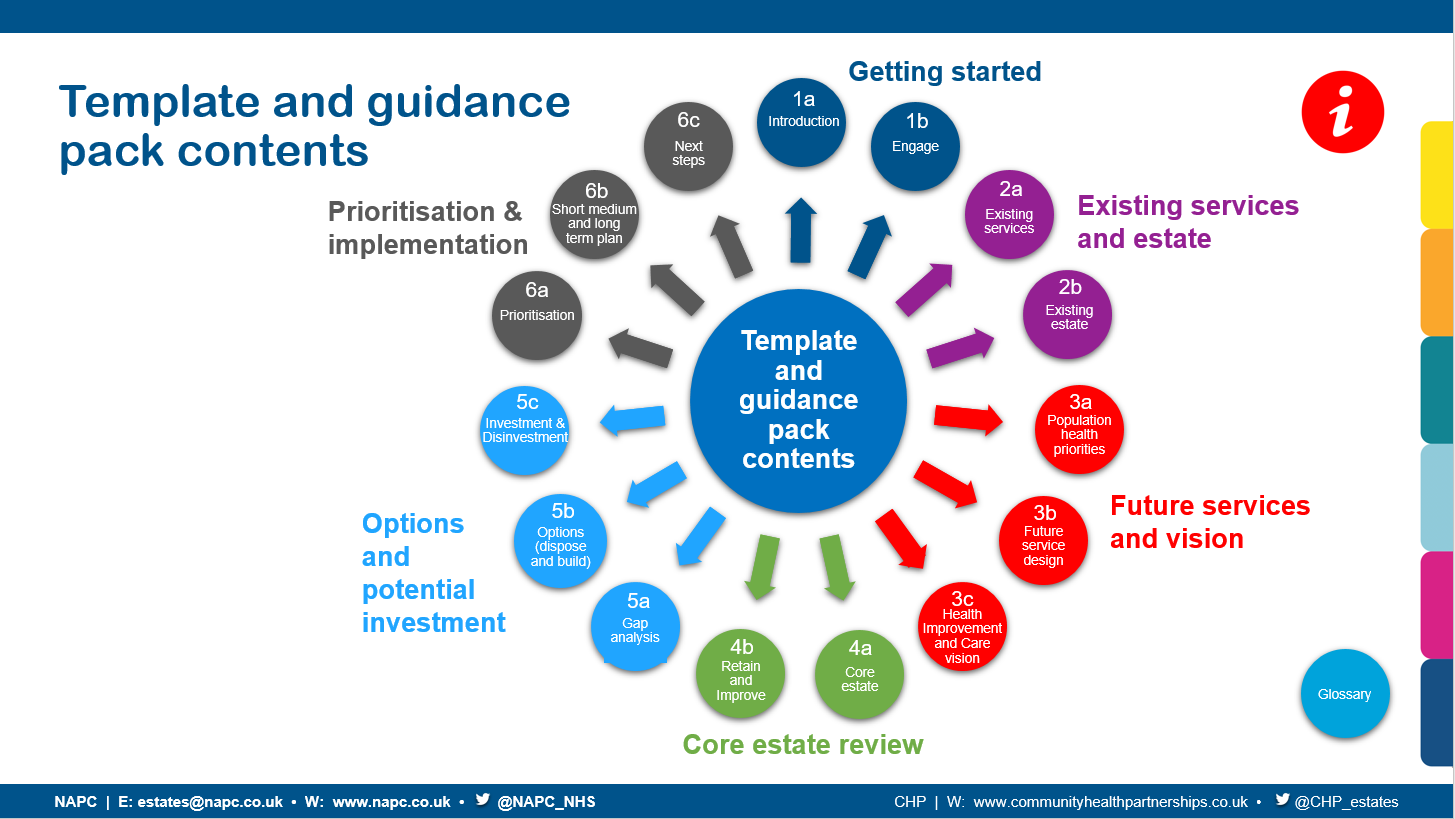 Template and guidance
pack contents
Getting started
1a
Introduction
1b
Engage
2a
Existing
services
Existing services
and estate
2b
Existing
estate
3a
Population
health
priorities
3b
Future
service
design
Future services
and vision
3c
Health
Improvement
and Care
vision
4a
Core
estate
4b
Retain
and
Improve
Core estate review
5a
Gap
analysis
5b
Options
(dispose
and build)
Options
and
potential
investment
5c
Investment &
Disinvestment
6a
Prioritisation
Prioritisation &
implementation
6b
Short medium
and long
term plan
6c
Next
steps
Template
and
guidance
pack
contents
i
Glossary
NAPC | E: estates@napc.co.uk • W: www.napc.co.uk • @NAPC_NHS
CHP | W: www.communityhealthpartnerships.co.uk • @CHP_estates